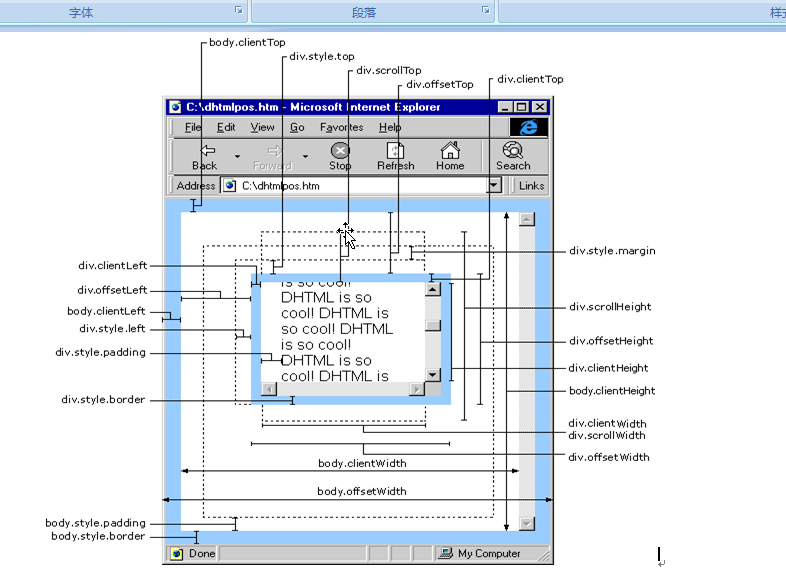 字体
段落
样式
body.clientTop
div.style.top
div.scrollTop
div.clientTop
div.offsetTop
C:\dhtmlpos.htm - Microsoft Internet Explorer
File Edit View Go Favorites Help
Back Forward Stop Refresh Home Search
Address C:\dhtmlpos.htm Links
div.style.margin
div.clientLeft
div.offsetLeft
body.clientLeft
div.style.left
div.style.padding
div.style.border
is so cool!
DHTML is so
cool! DHTML is
so cool! DHTML
is so cool!
DHTML is so
cool! DHTML is
div.scrollHeight
div.offsetHeight
div.clientHeight
body.clientHeight
div.clientWidth
div.scrollWidth
div.offsetWidth
body.clientWidth
body.offsetWidth
body.style.padding
body.style.border
Done My Computer